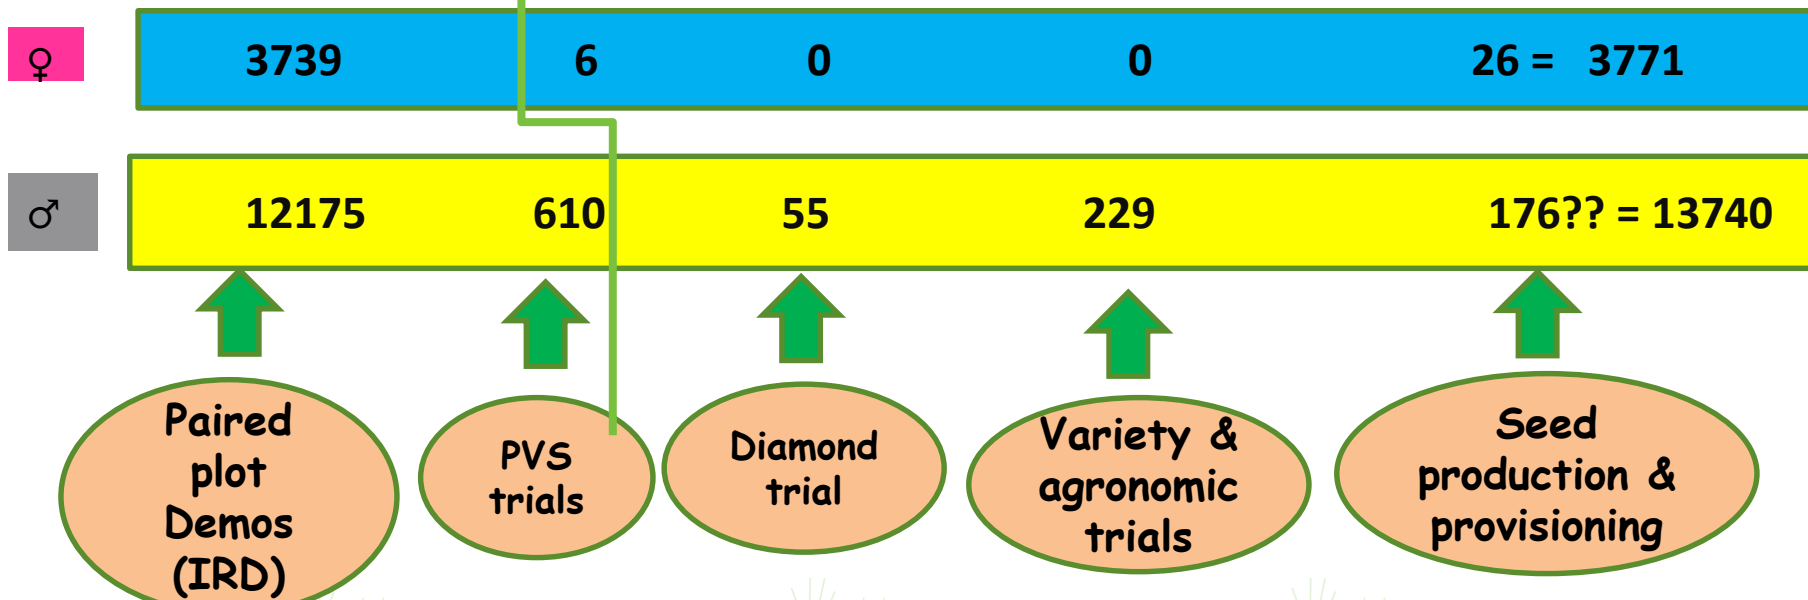 ♀ 3739 6 0 0 26 = 3771
♂ 12175 610 55 229 176?? = 13740
Paired
plot
Demos
(IRD)
PVS
trials
Diamond
trial
Variety &
agronomic
trials
Seed
production &
provisioning